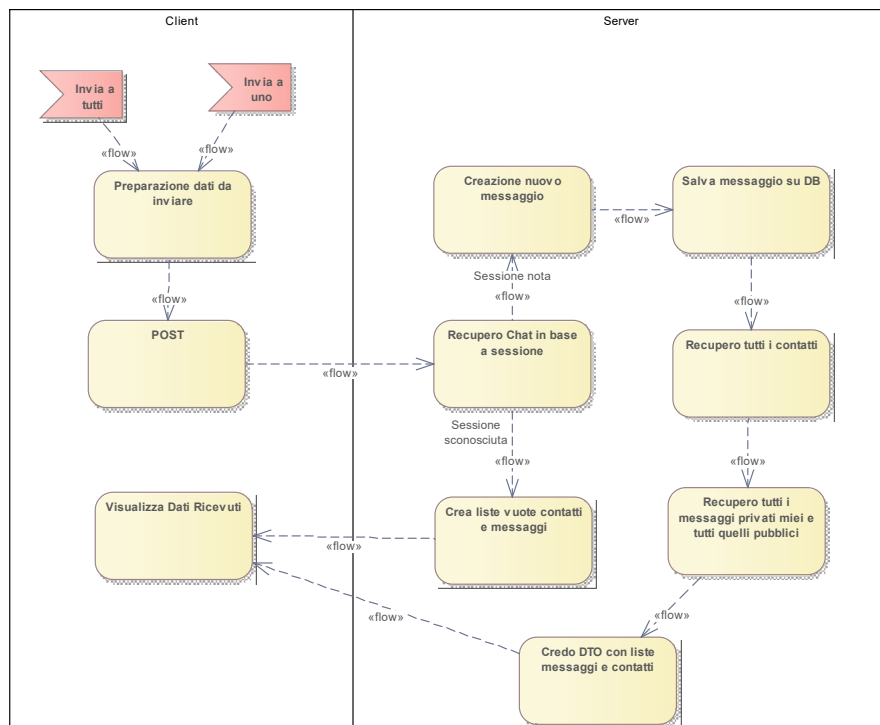 Client
Server
Invia a
tutti
Invia a
uno
«flow»
«flow»
Preparazione dati da
inviare
Creazione nuovo
messaggio
Salva messaggio su DB
«flow»
«flow»
Sessione nota
«flow»
«flow»
POST
Recupero Chat in base
a sessione
Recupero tutti i contatti
«flow»
Sessione
sconosciuta
«flow»
«flow»
Visualizza Dati Ricevuti
Crea liste vuote contatti
e messaggi
Recupero tutti i
messaggi privati miei e
tutti quelli pubblici
«flow»
«flow»
«flow»
Credo DTO con liste
messaggi e contatti